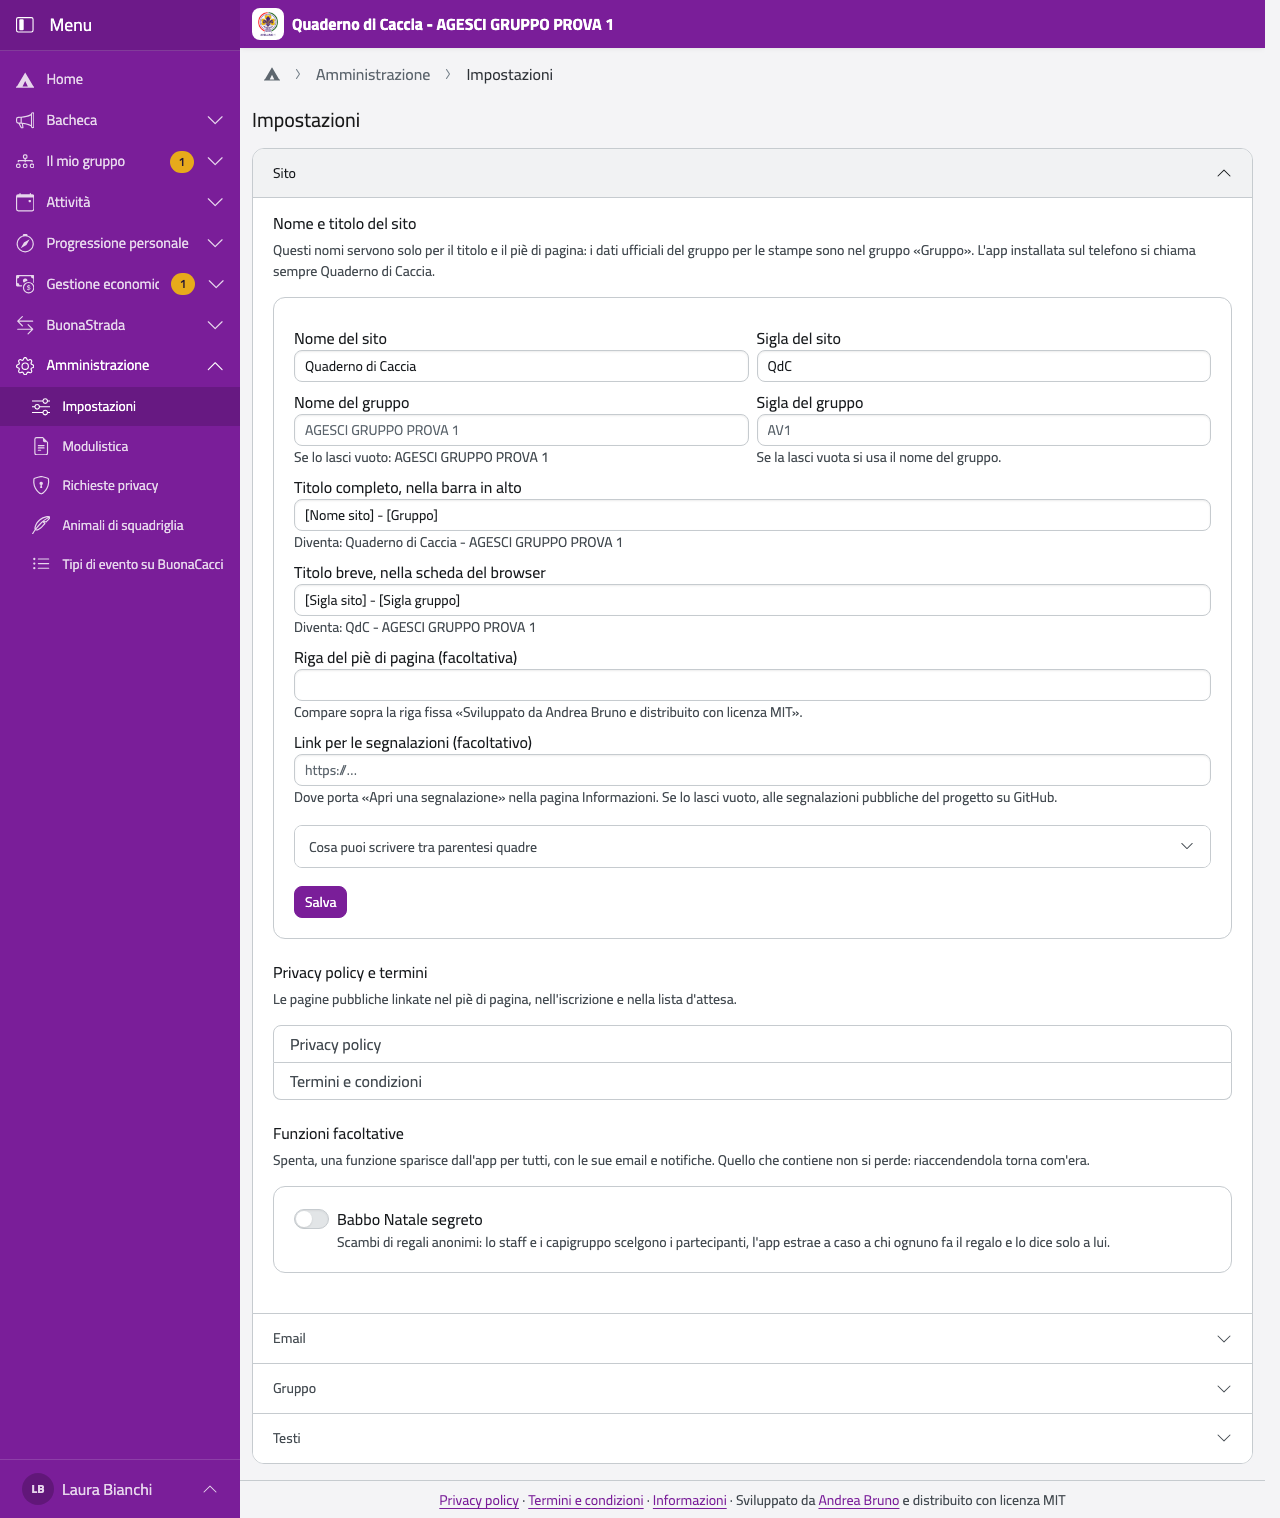 Menu
Quaderno di Caccia - AGESCI GRUPPO PROVA 1
Home
Bacheca
Il mio gruppo 1
Attività
Progressione personale
Gestione economic 1
BuonaStrada
Amministrazione
Impostazioni
Modulistica
Richieste privacy
Animali di squadriglia
Tipi di evento su BuonaCacci
LB Laura Bianchi
Amministrazione Impostazioni
Impostazioni
Sito
Nome e titolo del sito
Questi nomi servono solo per il titolo e il piè di pagina: i dati ufficiali del gruppo per le stampe sono nel gruppo «Gruppo». L'app installata sul telefono si chiama
sempre Quaderno di Caccia.
Nome del sito Sigla del sito
Quaderno di Caccia QdC
Nome del gruppo Sigla del gruppo
AGESCI GRUPPO PROVA 1 AV1
Se lo lasci vuoto: AGESCI GRUPPO PROVA 1 Se la lasci vuota si usa il nome del gruppo.
Titolo completo, nella barra in alto
[Nome sito] - [Gruppo]
Diventa: Quaderno di Caccia - AGESCI GRUPPO PROVA 1
Titolo breve, nella scheda del browser
[Sigla sito] - [Sigla gruppo]
Diventa: QdC - AGESCI GRUPPO PROVA 1
Riga del piè di pagina (facoltativa)
Compare sopra la riga fissa «Sviluppato da Andrea Bruno e distribuito con licenza MIT».
Link per le segnalazioni (facoltativo)
https://...
Dove porta «Apri una segnalazione» nella pagina Informazioni. Se lo lasci vuoto, alle segnalazioni pubbliche del progetto su GitHub.
Cosa puoi scrivere tra parentesi quadre
Salva
Privacy policy e termini
Le pagine pubbliche linkate nel piè di pagina, nell'iscrizione e nella lista d'attesa.
Privacy policy
Termini e condizioni
Funzioni facoltative
Spenta, una funzione sparisce dall'app per tutti, con le sue email e notifiche. Quello che contiene non si perde: riaccendendola torna com'era.
Babbo Natale segreto
Scambi di regali anonimi: lo staff e i capigruppo scelgono i partecipanti, l'app estrae a caso a chi ognuno fa il regalo e lo dice solo a lui.
Email
Gruppo
Testi
Privacy policy · Termini e condizioni · Informazioni · Sviluppato da Andrea Bruno e distribuito con licenza MIT